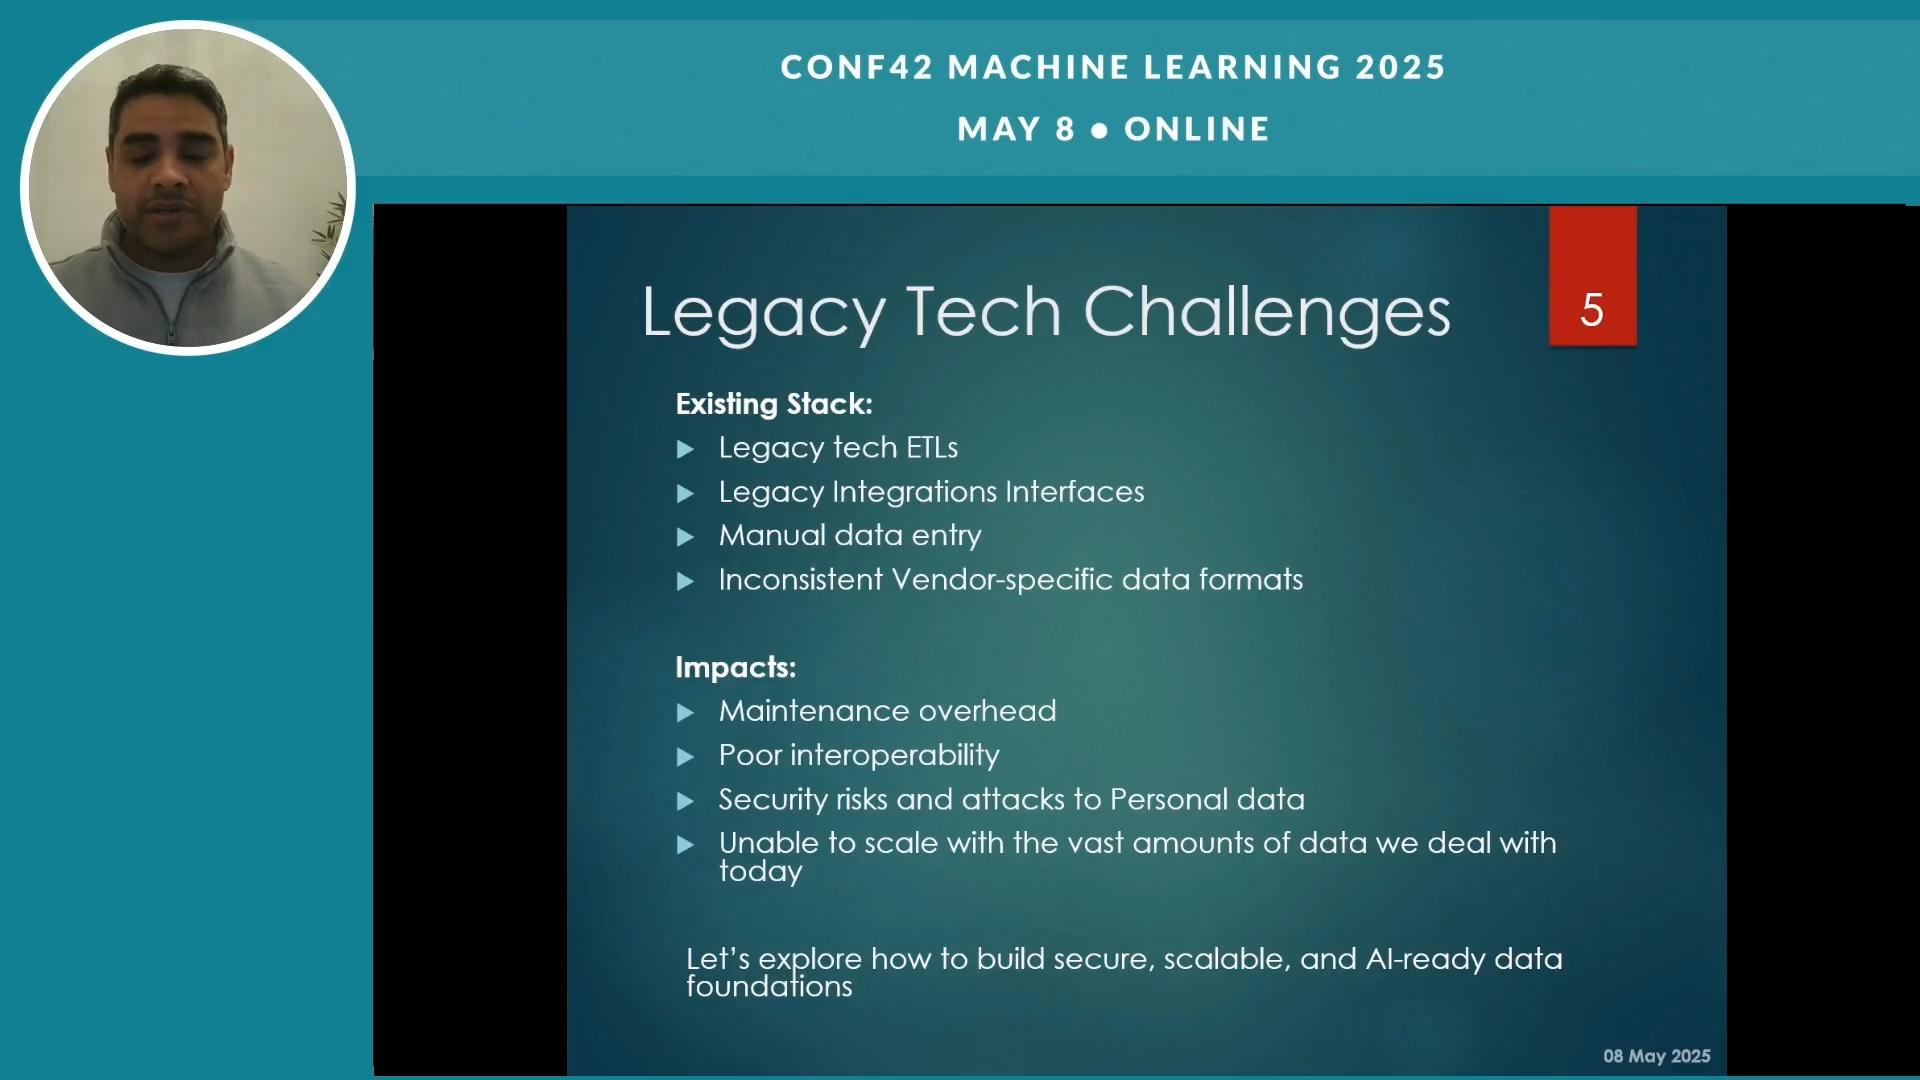 CONF42 MACHINE LEARNING 2025
MAY 8 ● ONLINE
Legacy Tech Challenges
5
Existing Stack:
Legacy tech ETLs
Legacy Integrations Interfaces
Manual data entry
Inconsistent Vendor-specific data formats
Impacts:
Maintenance overhead
Poor interoperability
Security risks and attacks to Personal data
Unable to scale with the vast amounts of data we deal with
today
Let’s explore how to build secure, scalable, and AI-ready data
foundations
08 May 2025